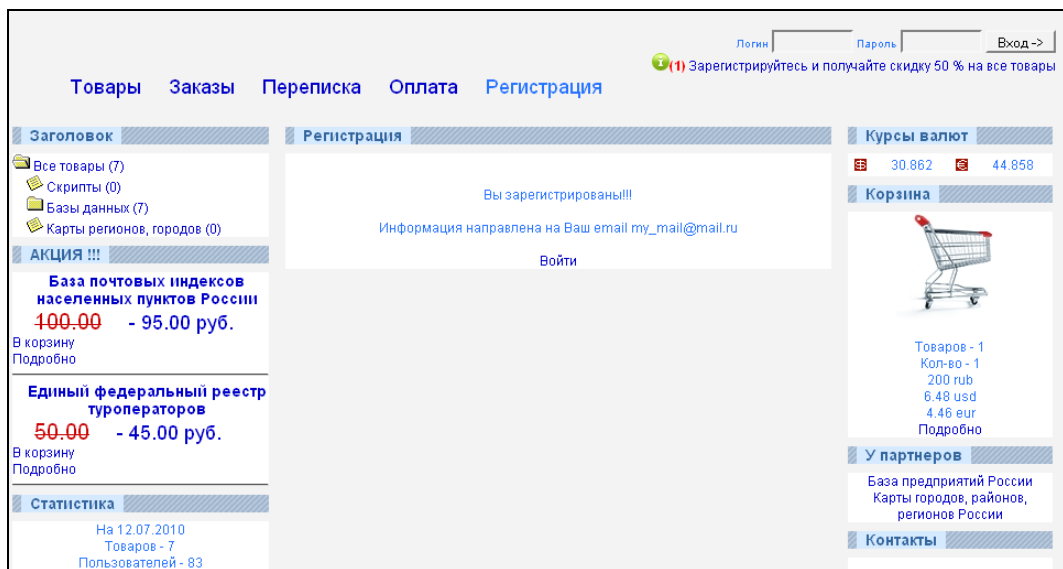 Логин Пароль Вход ->
(1) Зарегистрируйтесь и получайте скидку 50 % на все товары
Товары Заказы Переписка Оплата Регистрация
Заголовок
Все товары (7)
Скрипты (0)
Базы данных (7)
Карты регионов, городов (0)
АКЦИЯ !!!
База почтовых индексов
населенных пунктов России
100.00 - 95.00 руб.
В корзину
Подробно
Единый федеральный реестр
туроператоров
50.00 - 45.00 руб.
В корзину
Подробно
Статистика
На 12.07.2010
Товаров - 7
Пользователей - 83
Регистрация
Вы зарегистрированы!!!
Информация направлена на Ваш email my_mail@mail.ru
Войти
Курсы валют
$ 30.862 € 44.858
Корзина
Товаров - 1
Кол-во - 1
200 rub
6.48 usd
4.46 eur
Подробно
У партнеров
База предприятий России
Карты городов, районов,
регионов России
Контакты